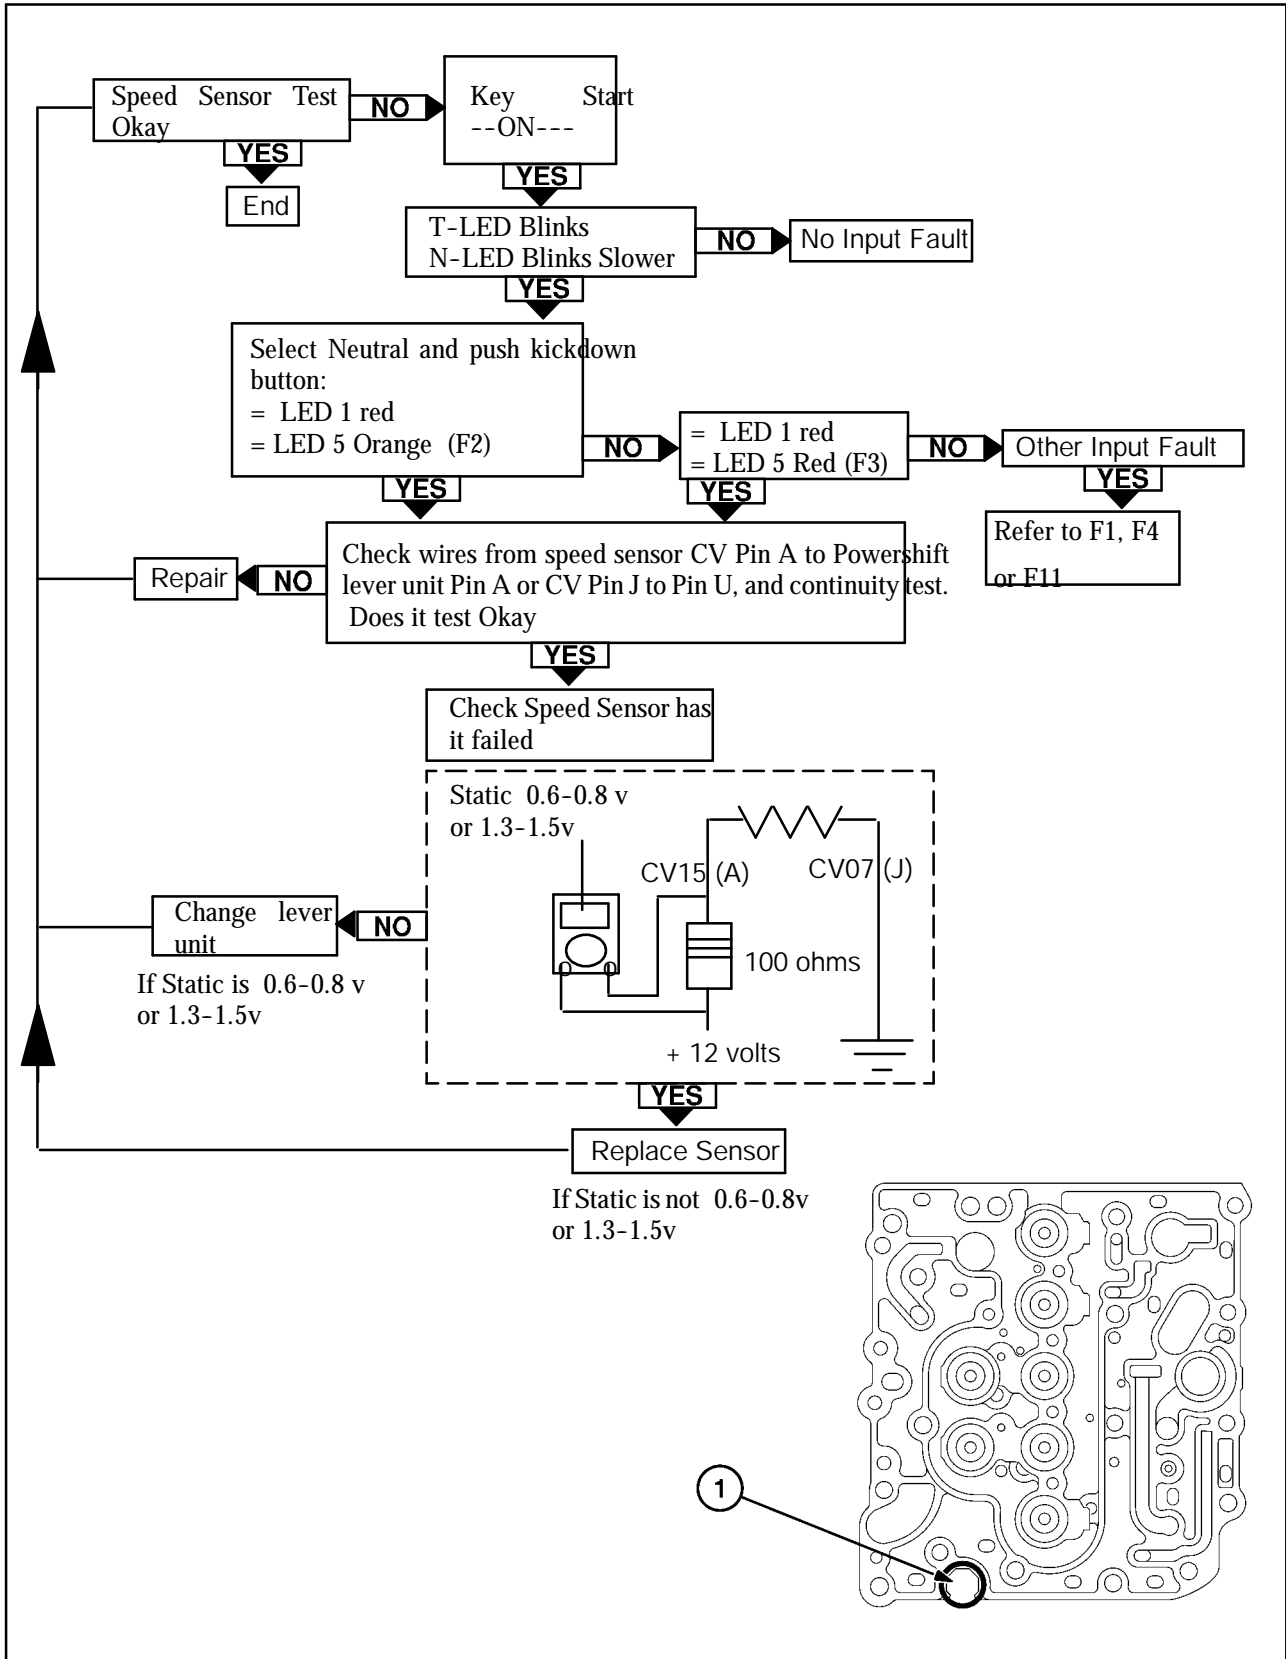 Speed Sensor Test
Okay
NO
Key Start
--ON---
YES
End
YES
T-LED Blinks
N-LED Blinks Slower
NO
No Input Fault
YES
Select Neutral and push kickdown
button:
= LED 1 red
= LED 5 Orange (F2)
NO
= LED 1 red
= LED 5 Red (F3)
NO
Other Input Fault
YES
YES
YES
Refer to F1, F4
or F11
Check wires from speed sensor CV Pin A to Powershift
lever unit Pin A or CV Pin J to Pin U, and continuity test.
Does it test Okay
NO
Repair
YES
Check Speed Sensor has
it failed
Static 0.6-0.8 v
or 1.3-1.5v
CV15 (A)
CV07 (J)
100 ohms
+ 12 volts
NO
Change lever
unit
If Static is 0.6-0.8 v
or 1.3-1.5v
YES
Replace Sensor
If Static is not 0.6-0.8v
or 1.3-1.5v
1